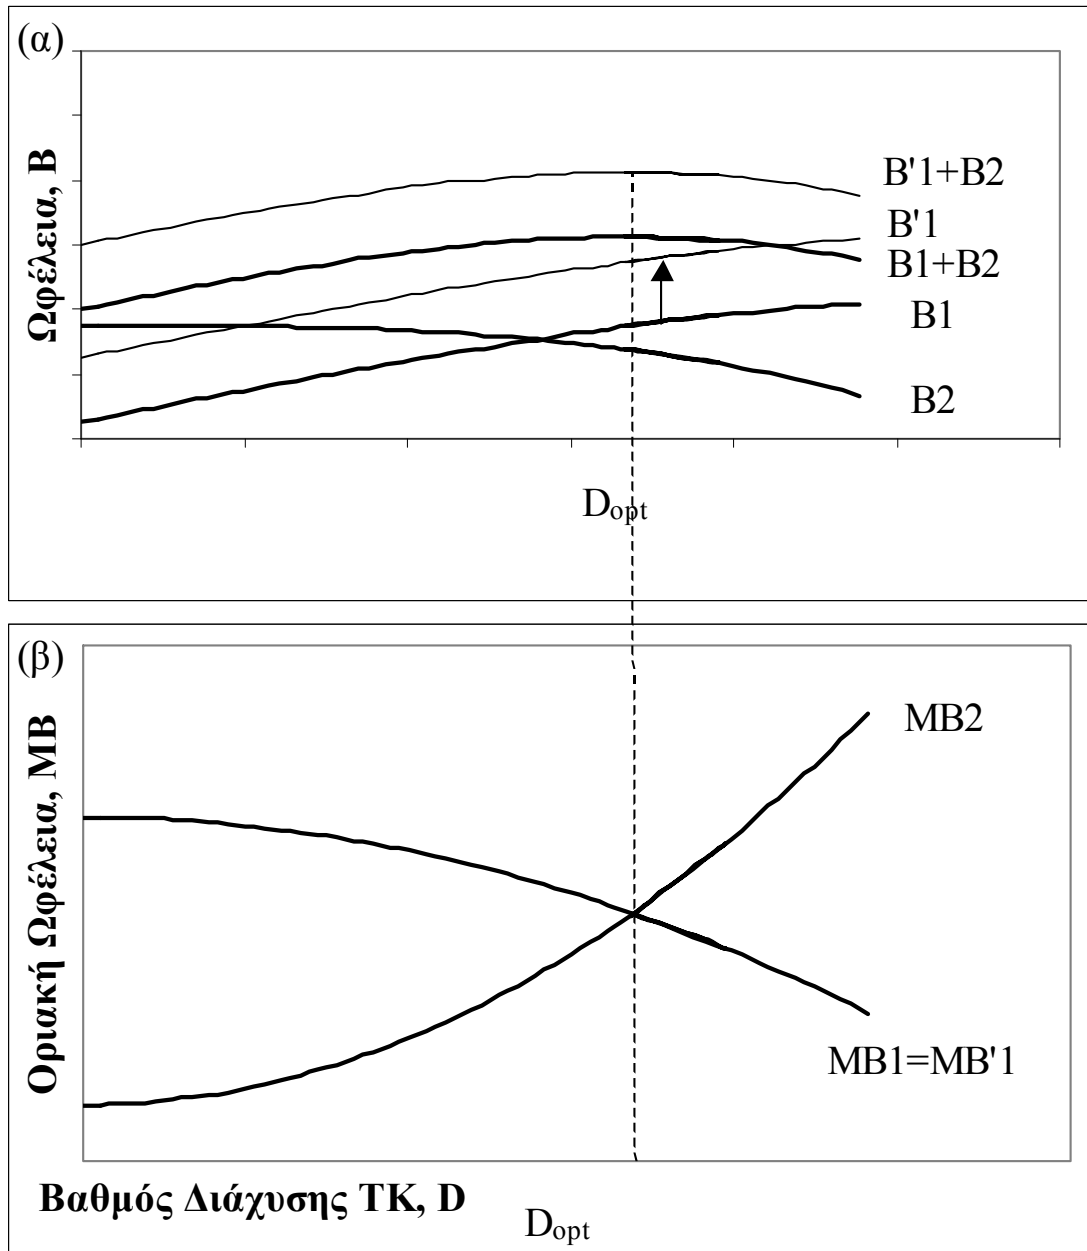 (α)
Ωφέλεια, Β
B'1+B2
B'1
B1+B2
B1
B2
Dopt
(β)
Οριακή Ωφέλεια, MB
MB2
MB1=MB'1
Βαθμός Διάχυσης ΤΚ, D
Dopt